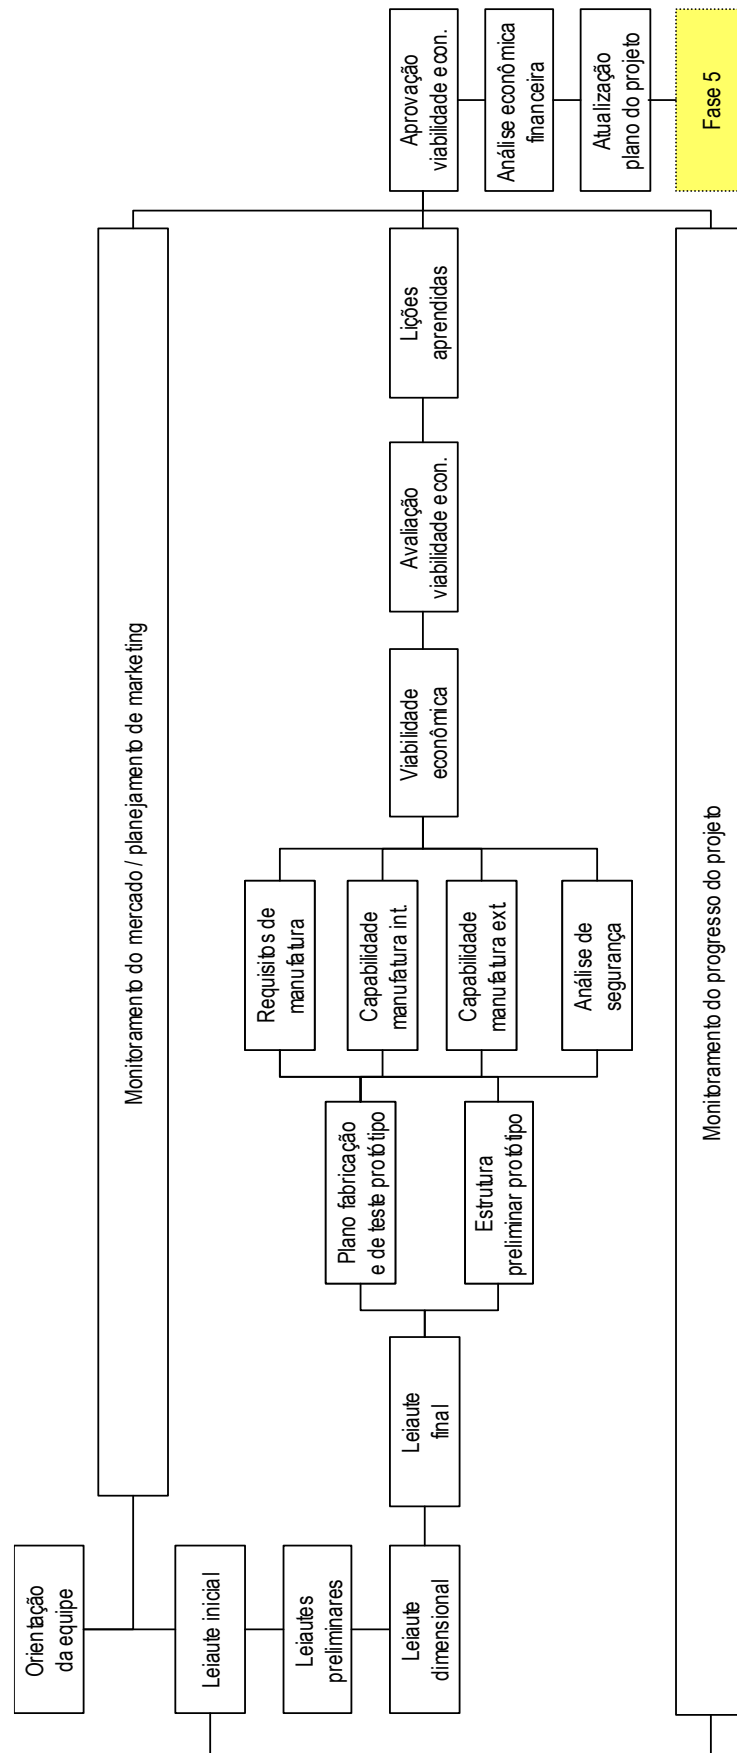 Orientação
da equipe
Leiaute inicial
Leiautes
preliminares
Leiaute
dimensional
Monitoramento do mercado / planejamento de marketing
Leiaute
final
Plano fabricação
e de teste protótipo
Estrutura
preliminar protótipo
Requisitos de
manufatura
Capabilidade
manufatura int.
Capabilidade
manufatura ext.
Análise de
segurança
Viabilidade
econômica
Avaliação
viabilidade econ.
Lições
aprendidas
Monitoramento do progresso do projeto
Aprovação
viabilidade econ.
Análise econômica
financeira
Atualização
plano do projeto
Fase 5